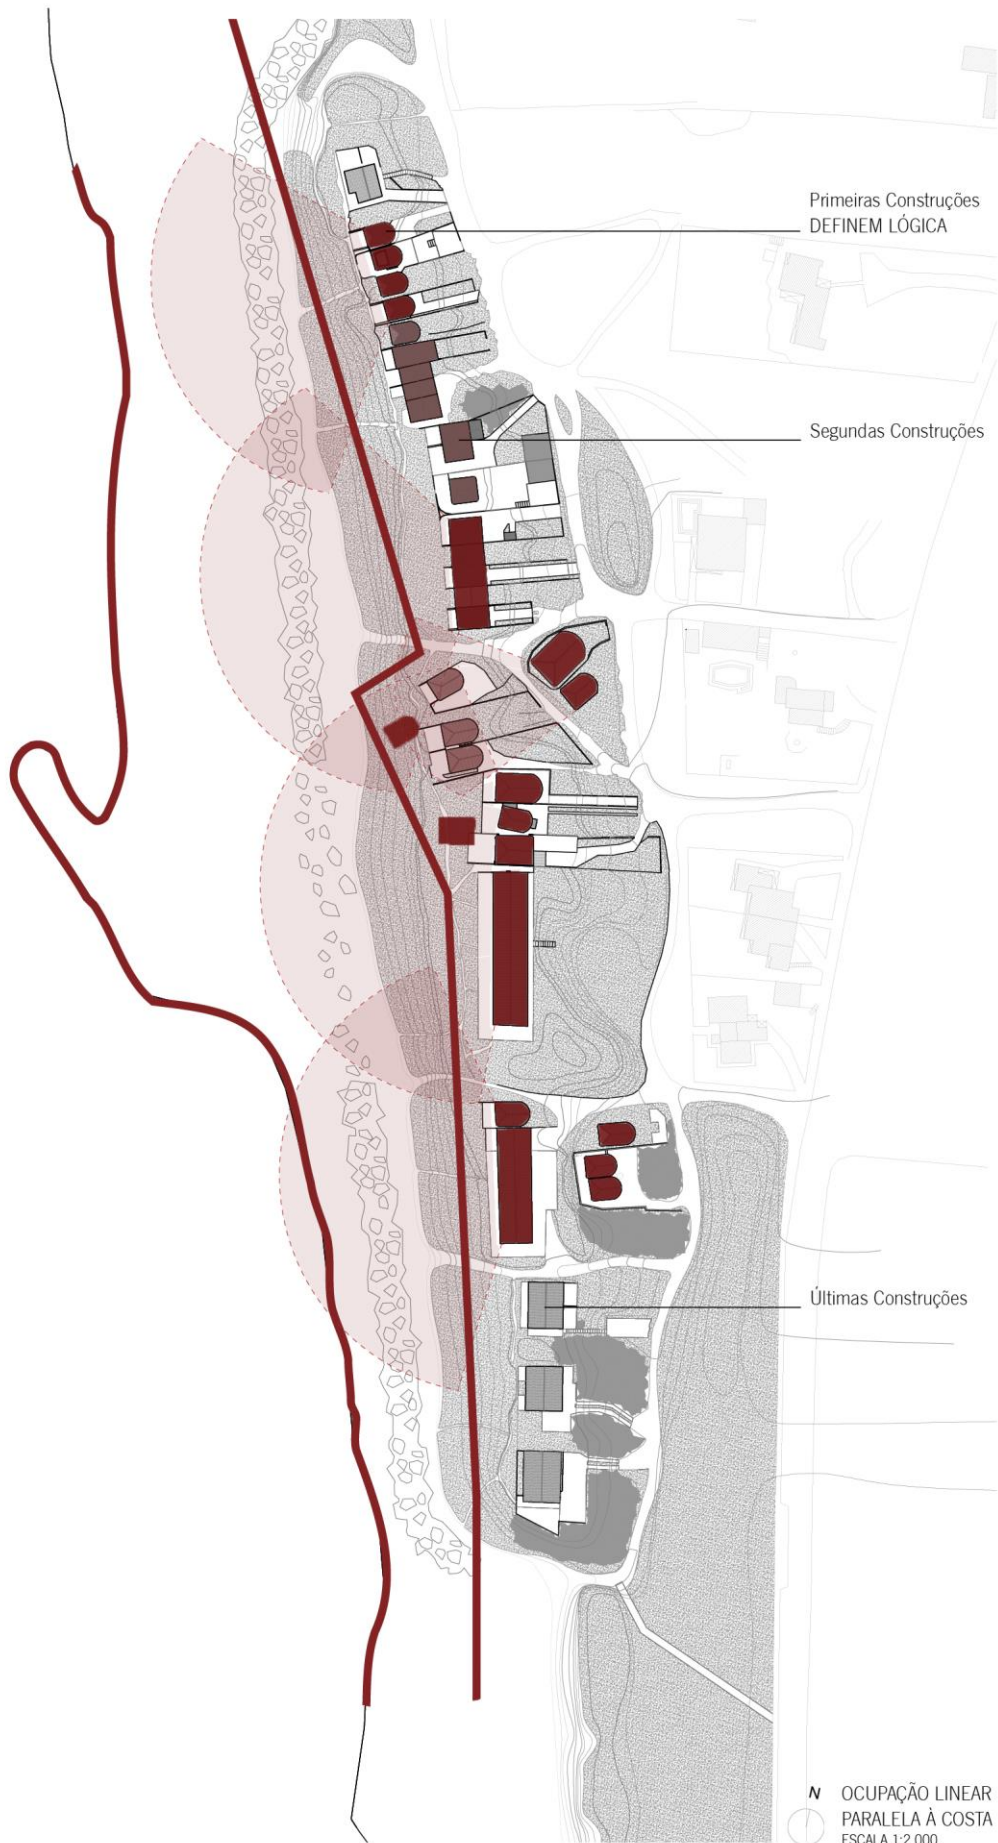 Primeiras Construções
DEFINEM LÓGICA
Segundas Construções
Últimas Construções
N OCUPAÇÃO LINEAR
PARALELA À COSTA
ESCALA 1:2 000